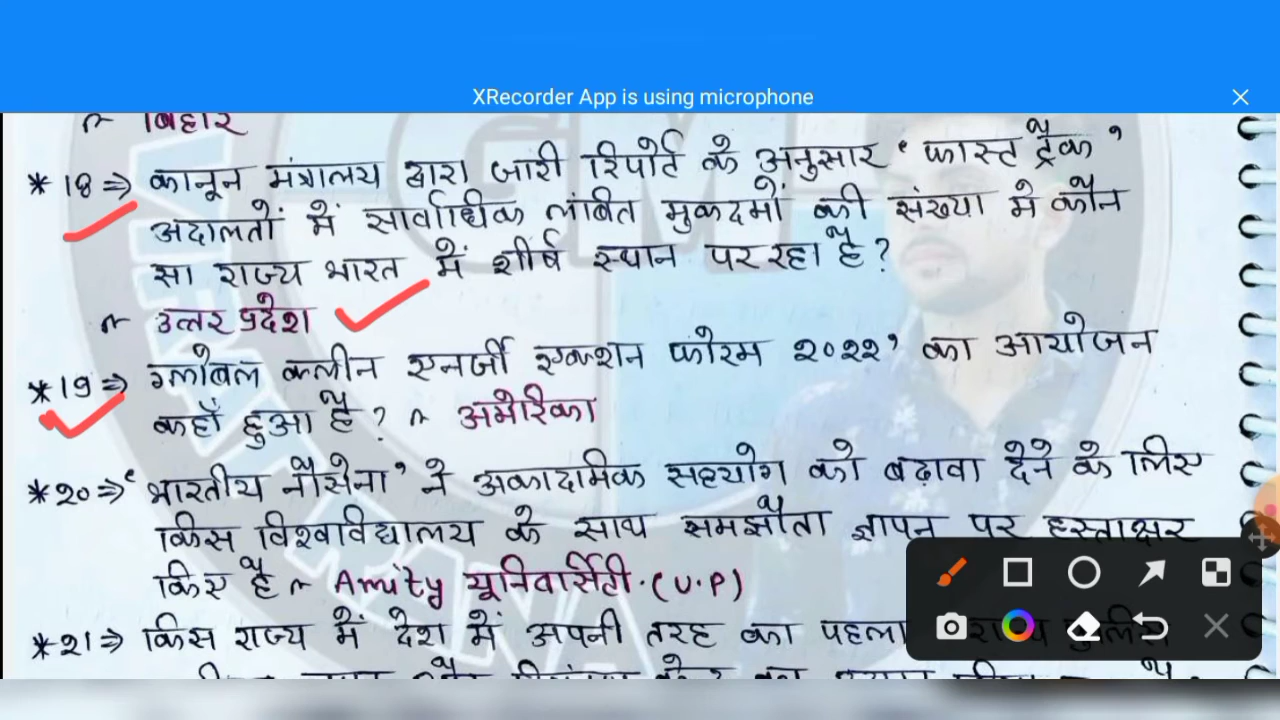 XRecorder App is using microphone
बिहार
*18⇒ कानून मंत्रालय द्वारा जारी रिपोर्ट के अनुसार 'फास्ट ट्रैक'
अदालतों में सार्वाधिक लंबित मुकदमों की संख्या मे कौन
सा राज्य भारत में शीर्ष स्थान पर रहा है?
उत्तर प्रदेश
*19⇒ ग्लोबल क्लीन एनर्जी एक्शन फोरम २०२२' का आयोजन
कहाँ हुआ है? अमेरिका
*20⇒ 'भारतीय नौसेना' ने अकादमिक सहयोग को बढ़ावा देने के लिए
किस विश्वविद्यालय के साथ समझौता ज्ञापन पर हस्ताक्षर
किए है Amity यूनिवर्सिटी.(U.P)
*21⇒ किस राज्य में देश में अपनी तरह का पहला